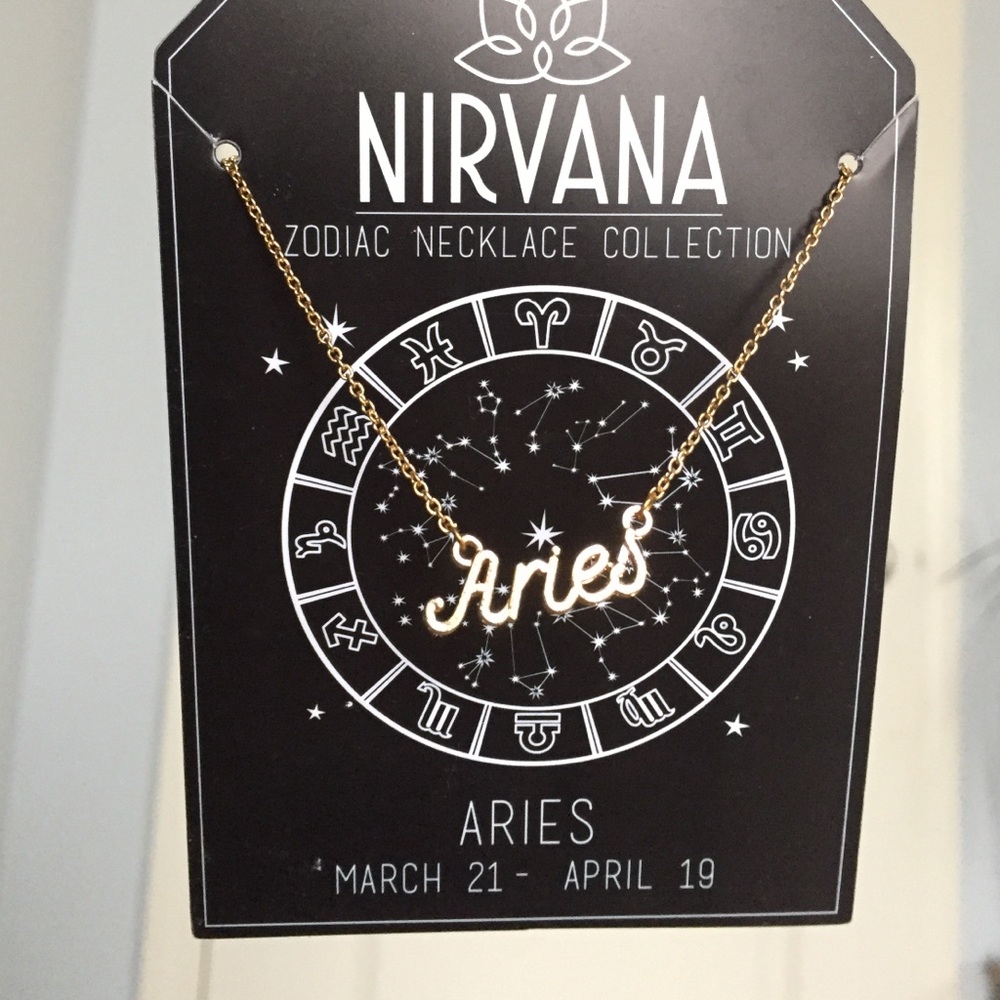 NIRVANA
ZODIAC NECKLACE COLLECTION
Aries
ARIES
MARCH 21 - APRIL 19